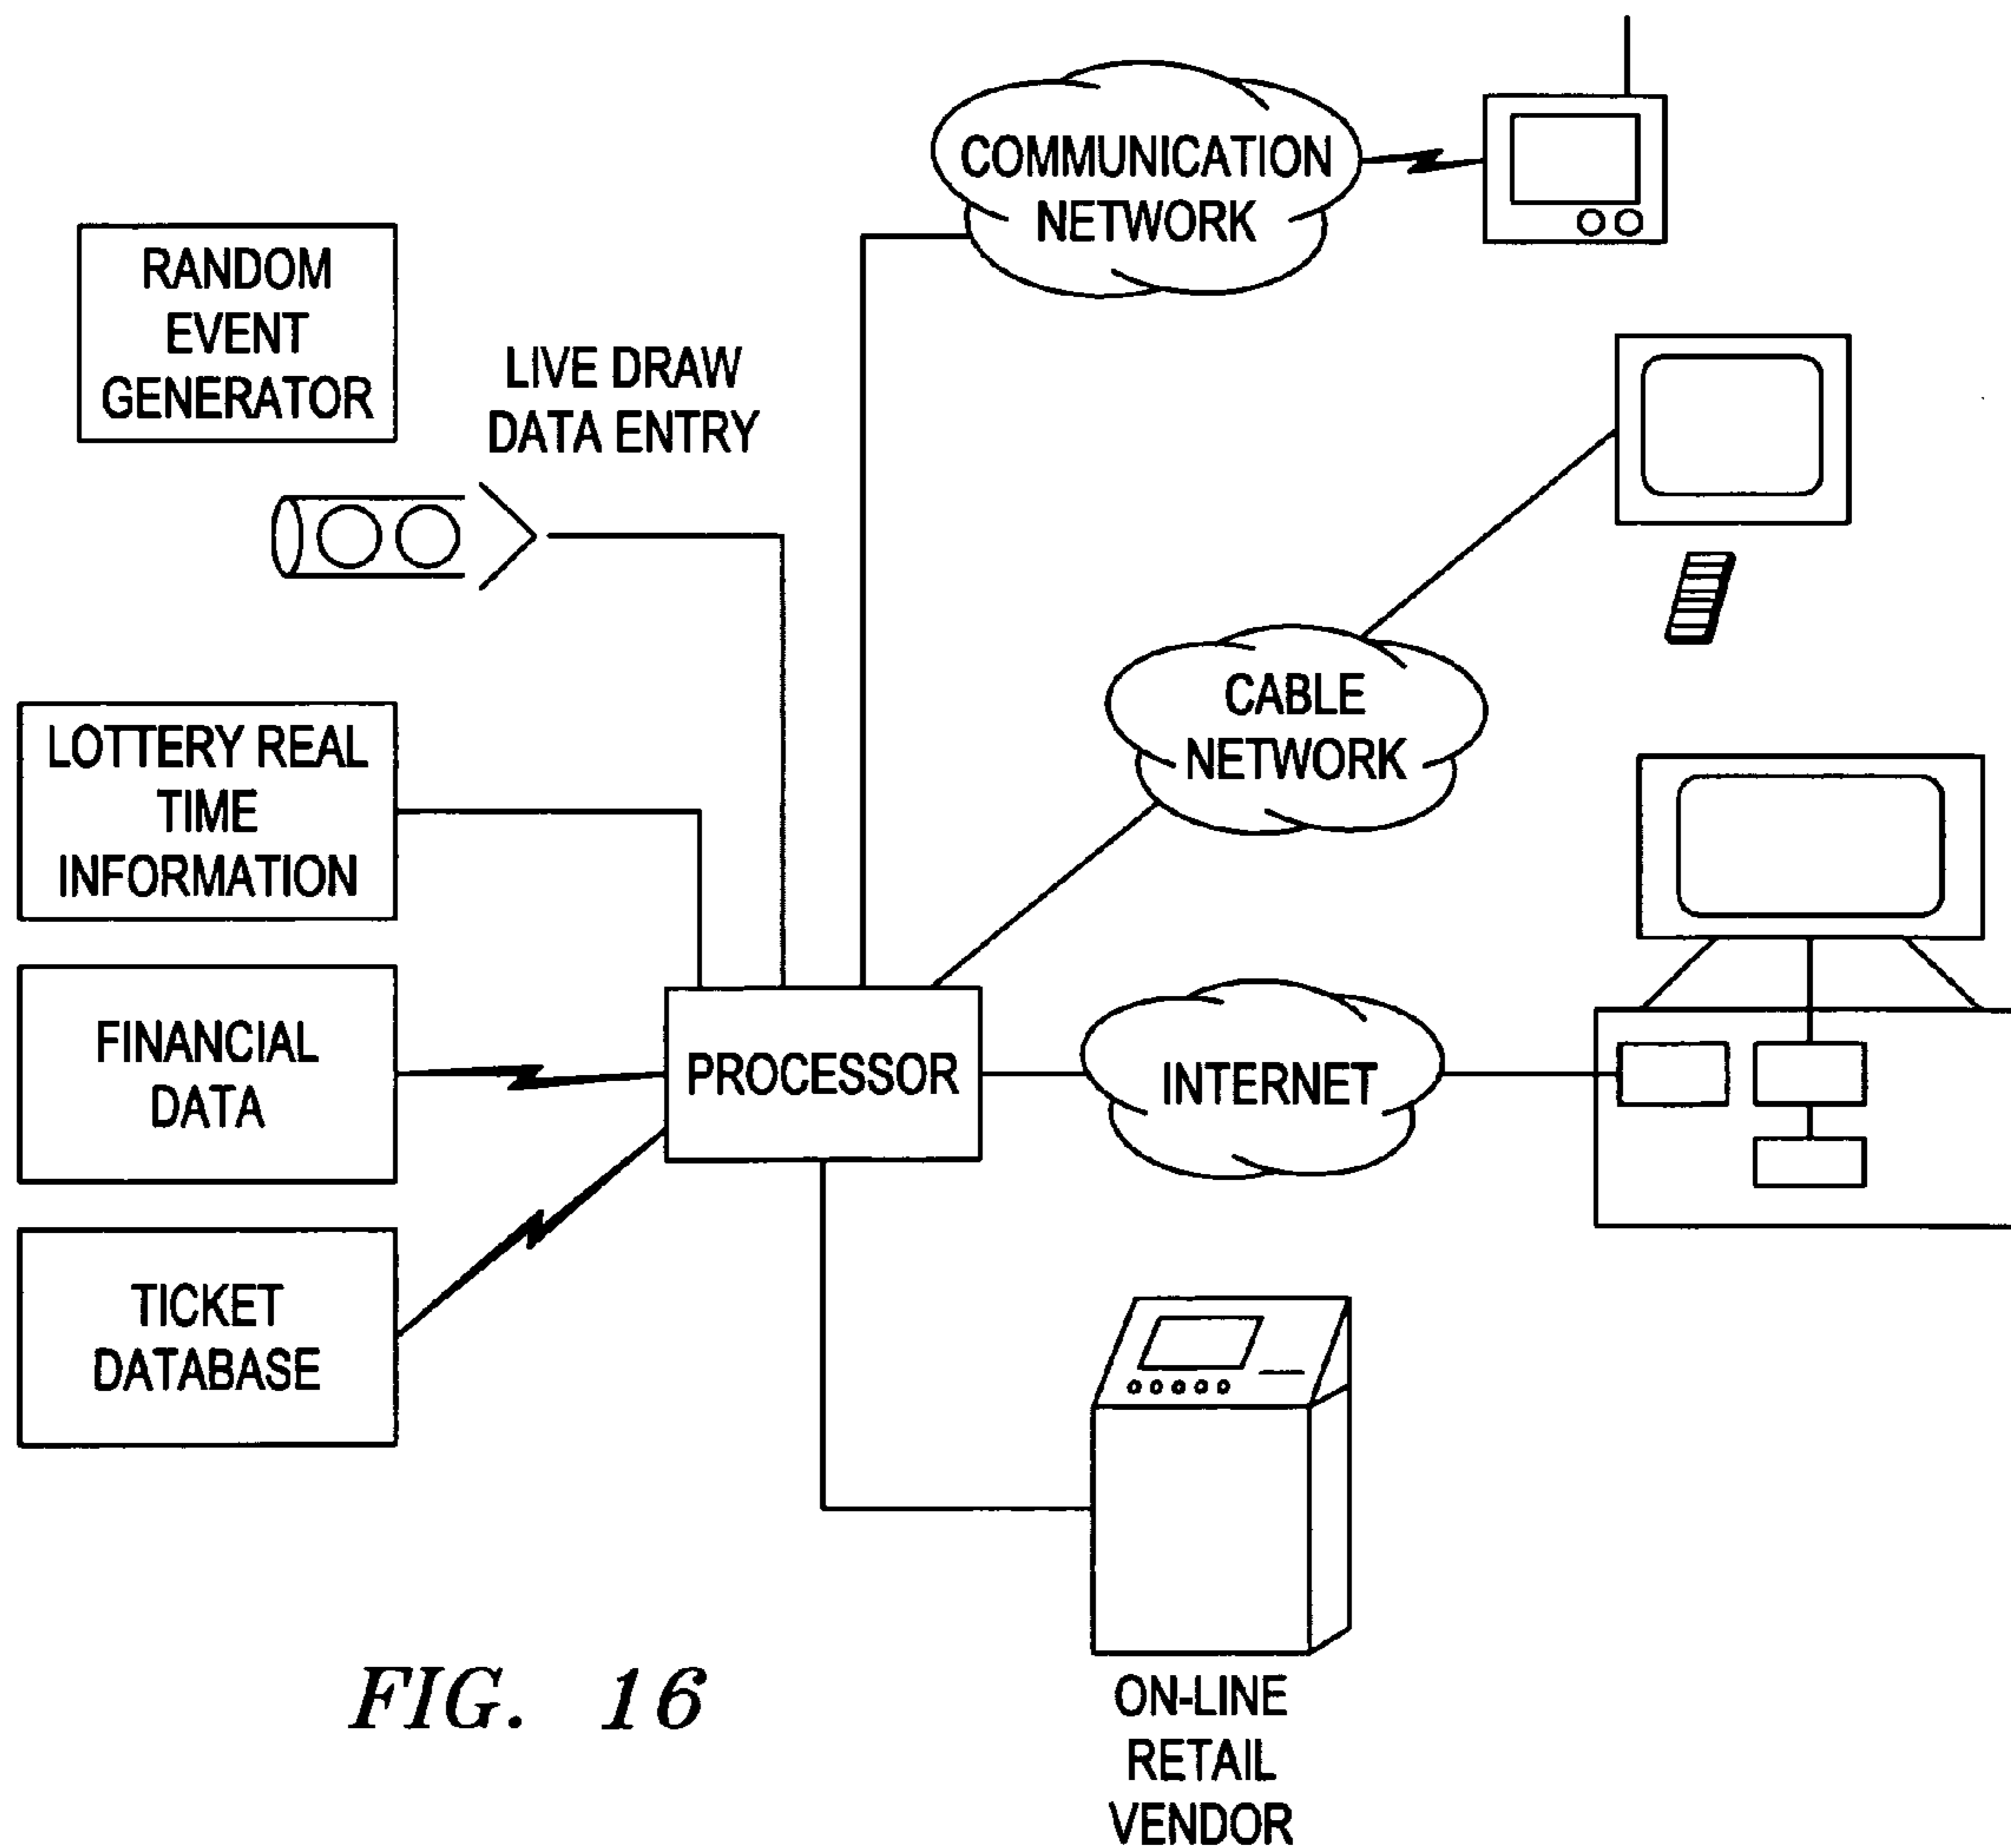 COMMUNICATION
NETWORK
RANDOM
EVENT
GENERATOR
LIVE DRAW
DATA ENTRY
CABLE
NETWORK
LOTTERY REAL
TIME
INFORMATION
FINANCIAL
DATA
PROCESSOR
INTERNET
TICKET
DATABASE
ON-LINE
RETAIL
VENDOR
FIG. 16